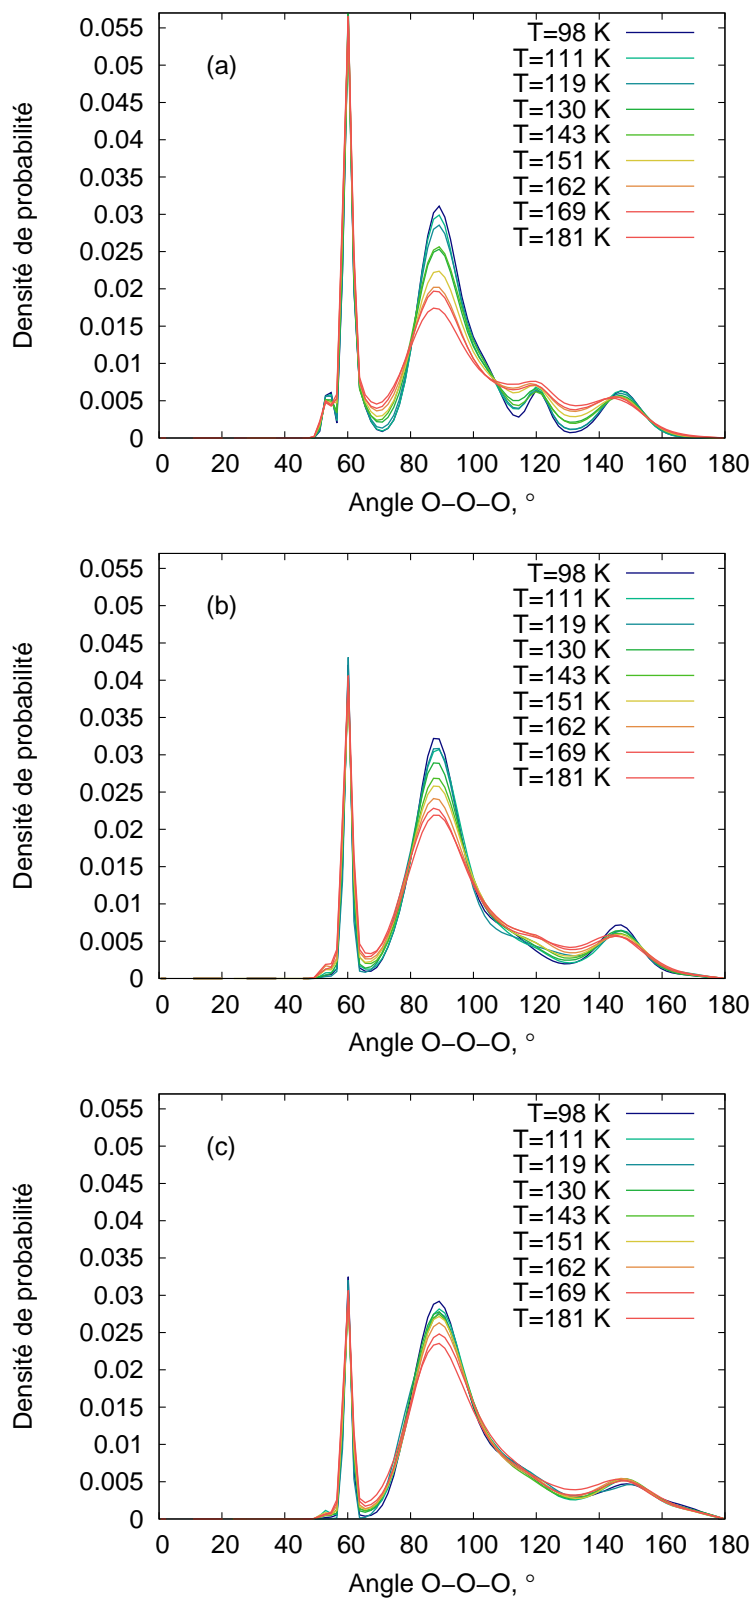 (a)
T=98 K
T=111 K
T=119 K
T=130 K
T=143 K
T=151 K
T=162 K
T=169 K
T=181 K
Densité de probabilité
0.055
0.05
0.045
0.04
0.035
0.03
0.025
0.02
0.015
0.01
0.005
0
0 20 40 60 80 100 120 140 160 180
Angle O−O−O, °
(b)
T=98 K
T=111 K
T=119 K
T=130 K
T=143 K
T=151 K
T=162 K
T=169 K
T=181 K
Densité de probabilité
0.055
0.05
0.045
0.04
0.035
0.03
0.025
0.02
0.015
0.01
0.005
0
0 20 40 60 80 100 120 140 160 180
Angle O−O−O, °
(c)
T=98 K
T=111 K
T=119 K
T=130 K
T=143 K
T=151 K
T=162 K
T=169 K
T=181 K
Densité de probabilité
0.055
0.05
0.045
0.04
0.035
0.03
0.025
0.02
0.015
0.01
0.005
0
0 20 40 60 80 100 120 140 160 180
Angle O−O−O, °